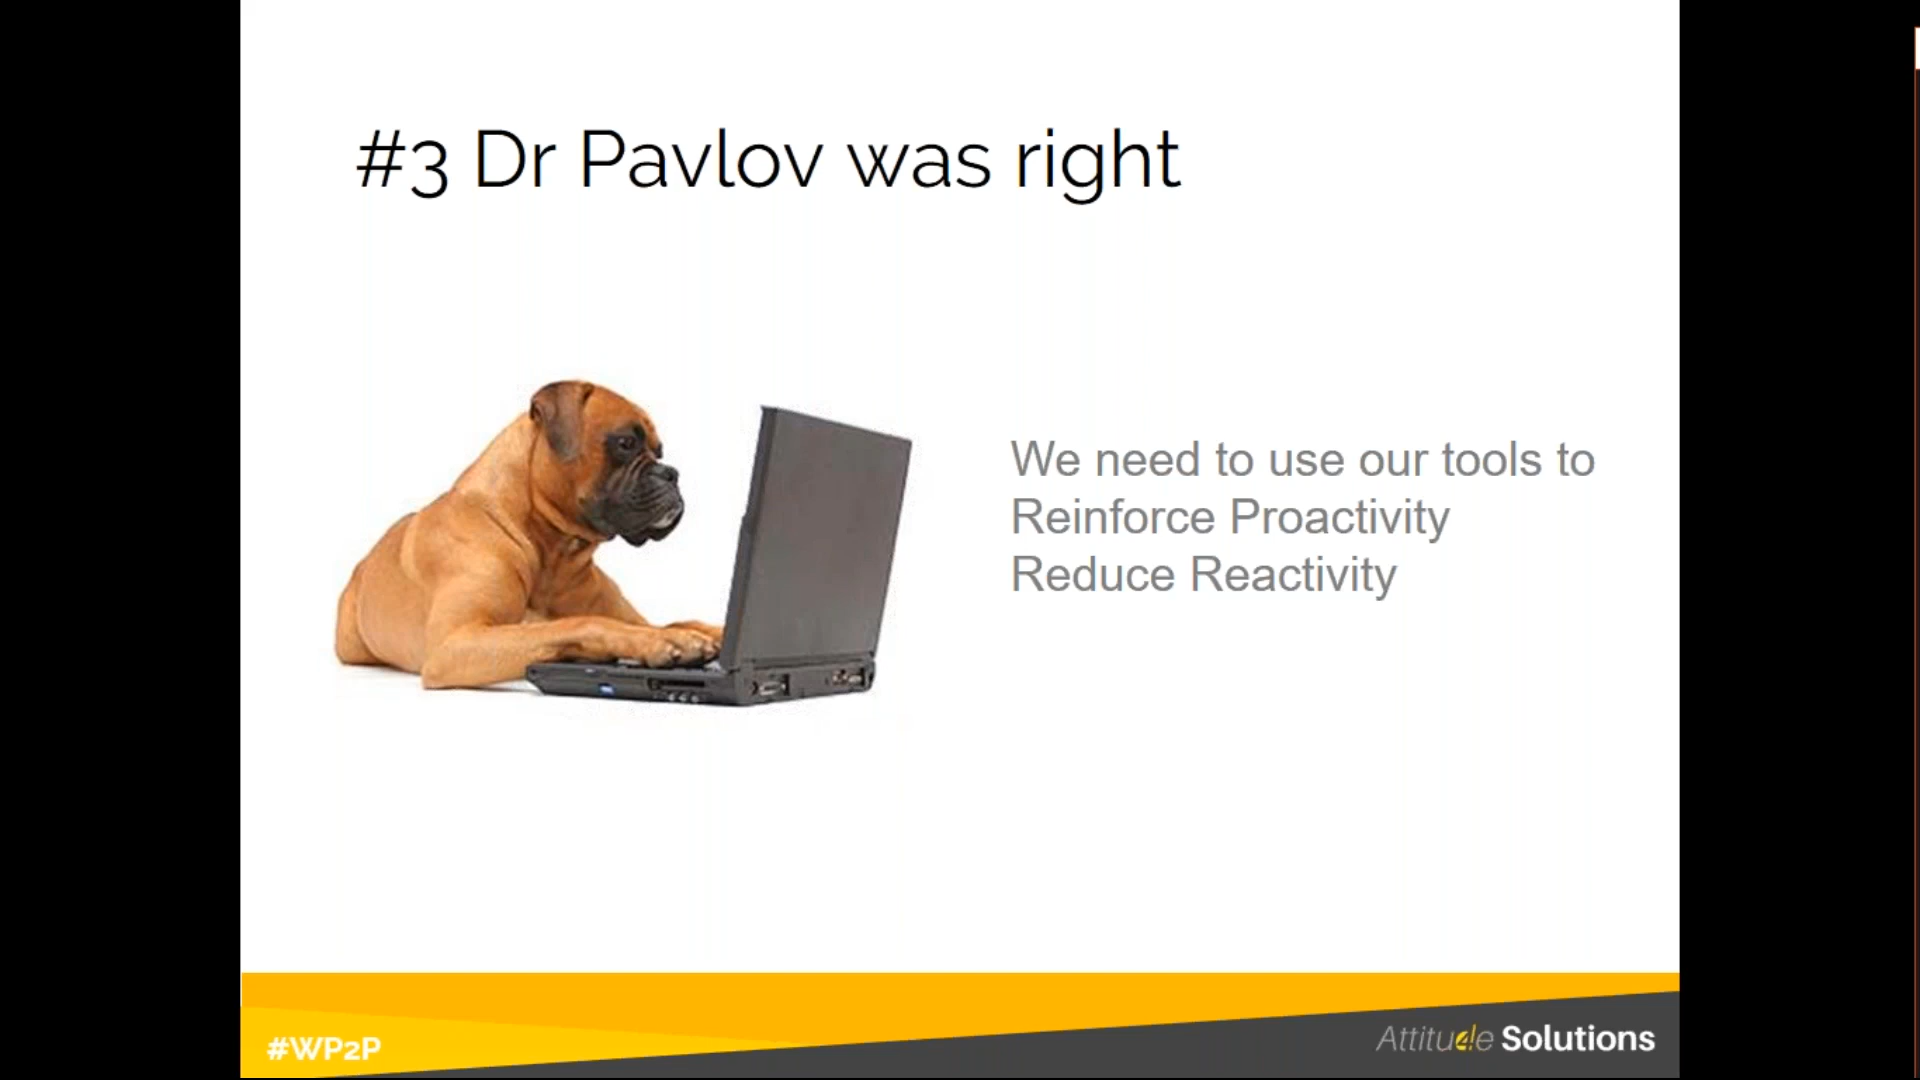 #3 Dr Pavlov was right
We need to use our tools to
Reinforce Proactivity
Reduce Reactivity
#WP2P
Attitude Solutions